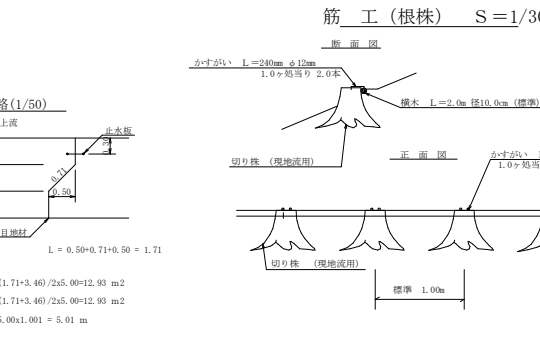 筋 工（根株） S＝1/30
断 面 図
かすがい L＝240mm φ12mm
1.0ヶ処当り 2.0本
横木 L＝2.0m 径10.0cm (標準)
切り株 （現地流用）
正 面 図
かすがい
1.0ヶ処当
切り株 （現地流用）
標準 1.00m
(1/50)
上流
止水板
0.30
0.71
0.50
目地材
L = 0.50+0.71+0.50 = 1.71
(1.71+3.46)/2x5.00=12.93 m2
(1.71+3.46)/2x5.00=12.93 m2
5.00x1.001 = 5.01 m